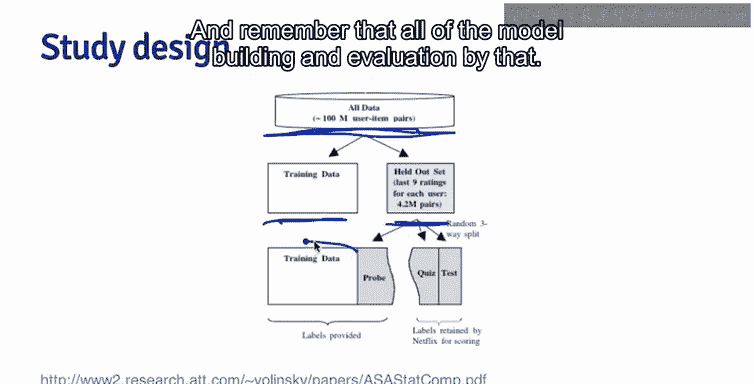 And remember that all of the model
building and evaluation by that.
Study design
All Data
(~ 100 M user-item pairs)
Training Data
Held Out Set
(last 9 ratings
for each user:
4.2M pairs)
Random 3-
way split
Training Data
Probe
Quiz
Test
Labels provided
Labels retained by
Netflix for scoring
http://www2.research.att.com/~volinsky/papers/ASAStatComp.pdf